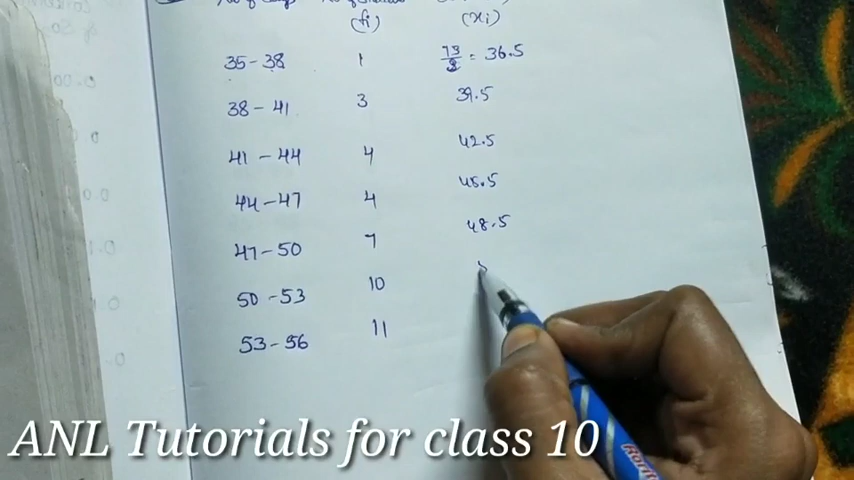 (fi) (xi)
35 - 38 1 73/2 = 36.5
38 - 41 3 39.5
41 - 44 4 42.5
44 - 47 4 45.5
47 - 50 7 48.5
50 - 53 10
53 - 56 11
ANL Tutorials for class 10